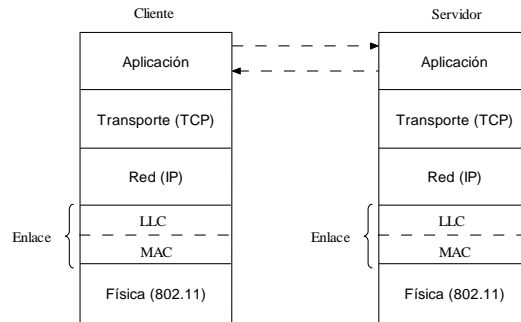 Cliente
Aplicación
Transporte (TCP)
Red (IP)
Enlace
LLC
MAC
Física (802.11)
Servidor
Aplicación
Transporte (TCP)
Red (IP)
Enlace
LLC
MAC
Física (802.11)